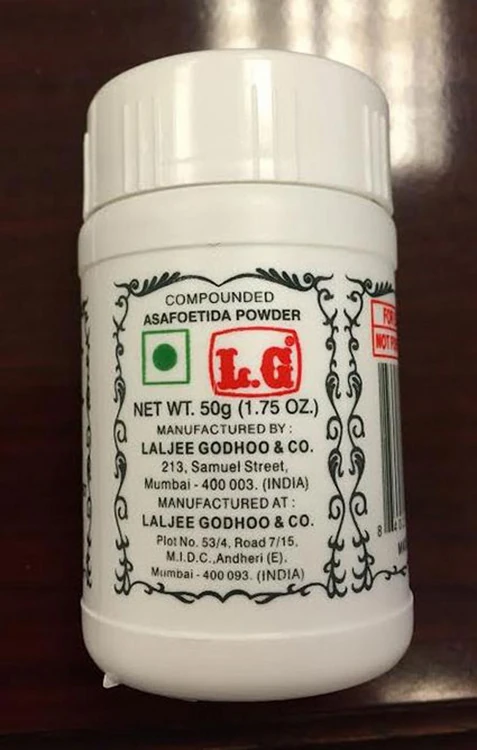 COMPOUNDED
ASAFOETIDA POWDER
L.G®
NET WT. 50g (1.75 OZ.)
MANUFACTURED BY :
LALJEE GODHOO & CO.
213, Samuel Street,
Mumbai - 400 003. (INDIA)
MANUFACTURED AT :
LALJEE GODHOO & CO.
Plot No. 53/4, Road 7/15,
M.I.D.C., Andheri (E).
Mumbai - 400 093. (INDIA)
NOT
8